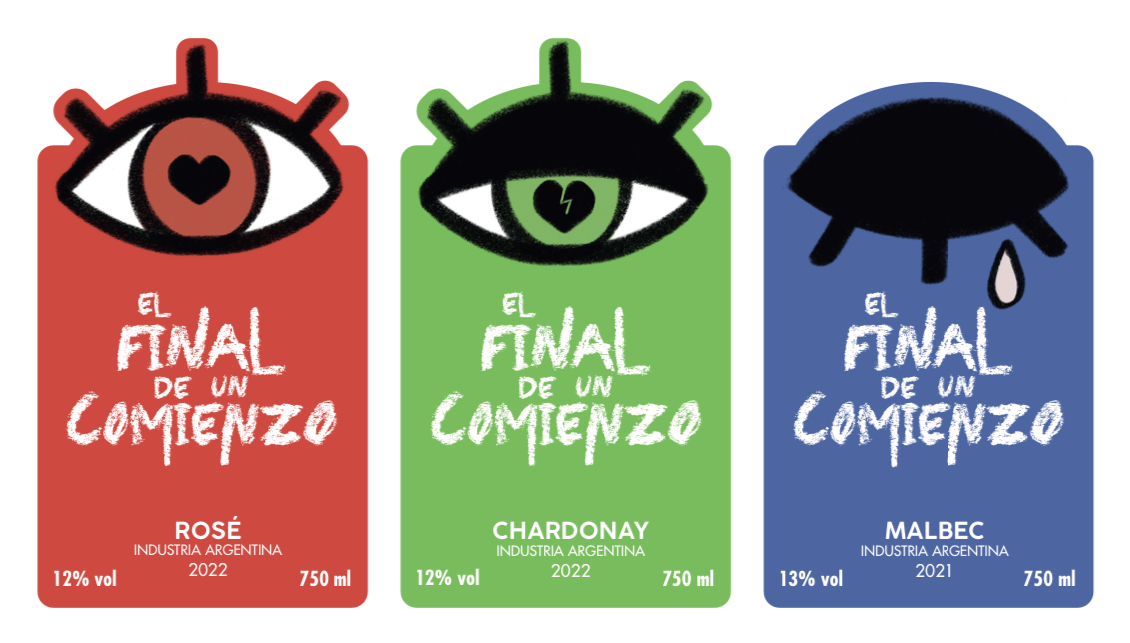 EL
FINAL
DE UN
COMIENZO
ROSÉ
INDUSTRIA ARGENTINA
2022
12% vol
750 ml
EL
FINAL
DE UN
COMIENZO
CHARDONAY
INDUSTRIA ARGENTINA
2022
12% vol
750 ml
EL
FINAL
DE UN
COMIENZO
MALBEC
INDUSTRIA ARGENTINA
2021
13% vol
750 ml